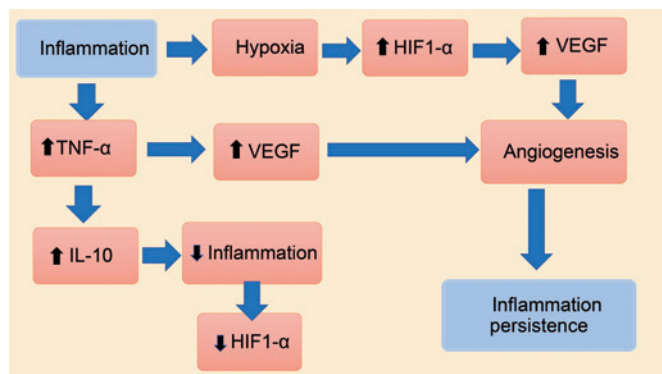 Inflammation
Hypoxia
⬆ HIF1-α
⬆ VEGF
⬆TNF-α
⬆ VEGF
Angiogenesis
⬆ IL-10
⬇ Inflammation
Inflammation
persistence
⬇ HIF1-α